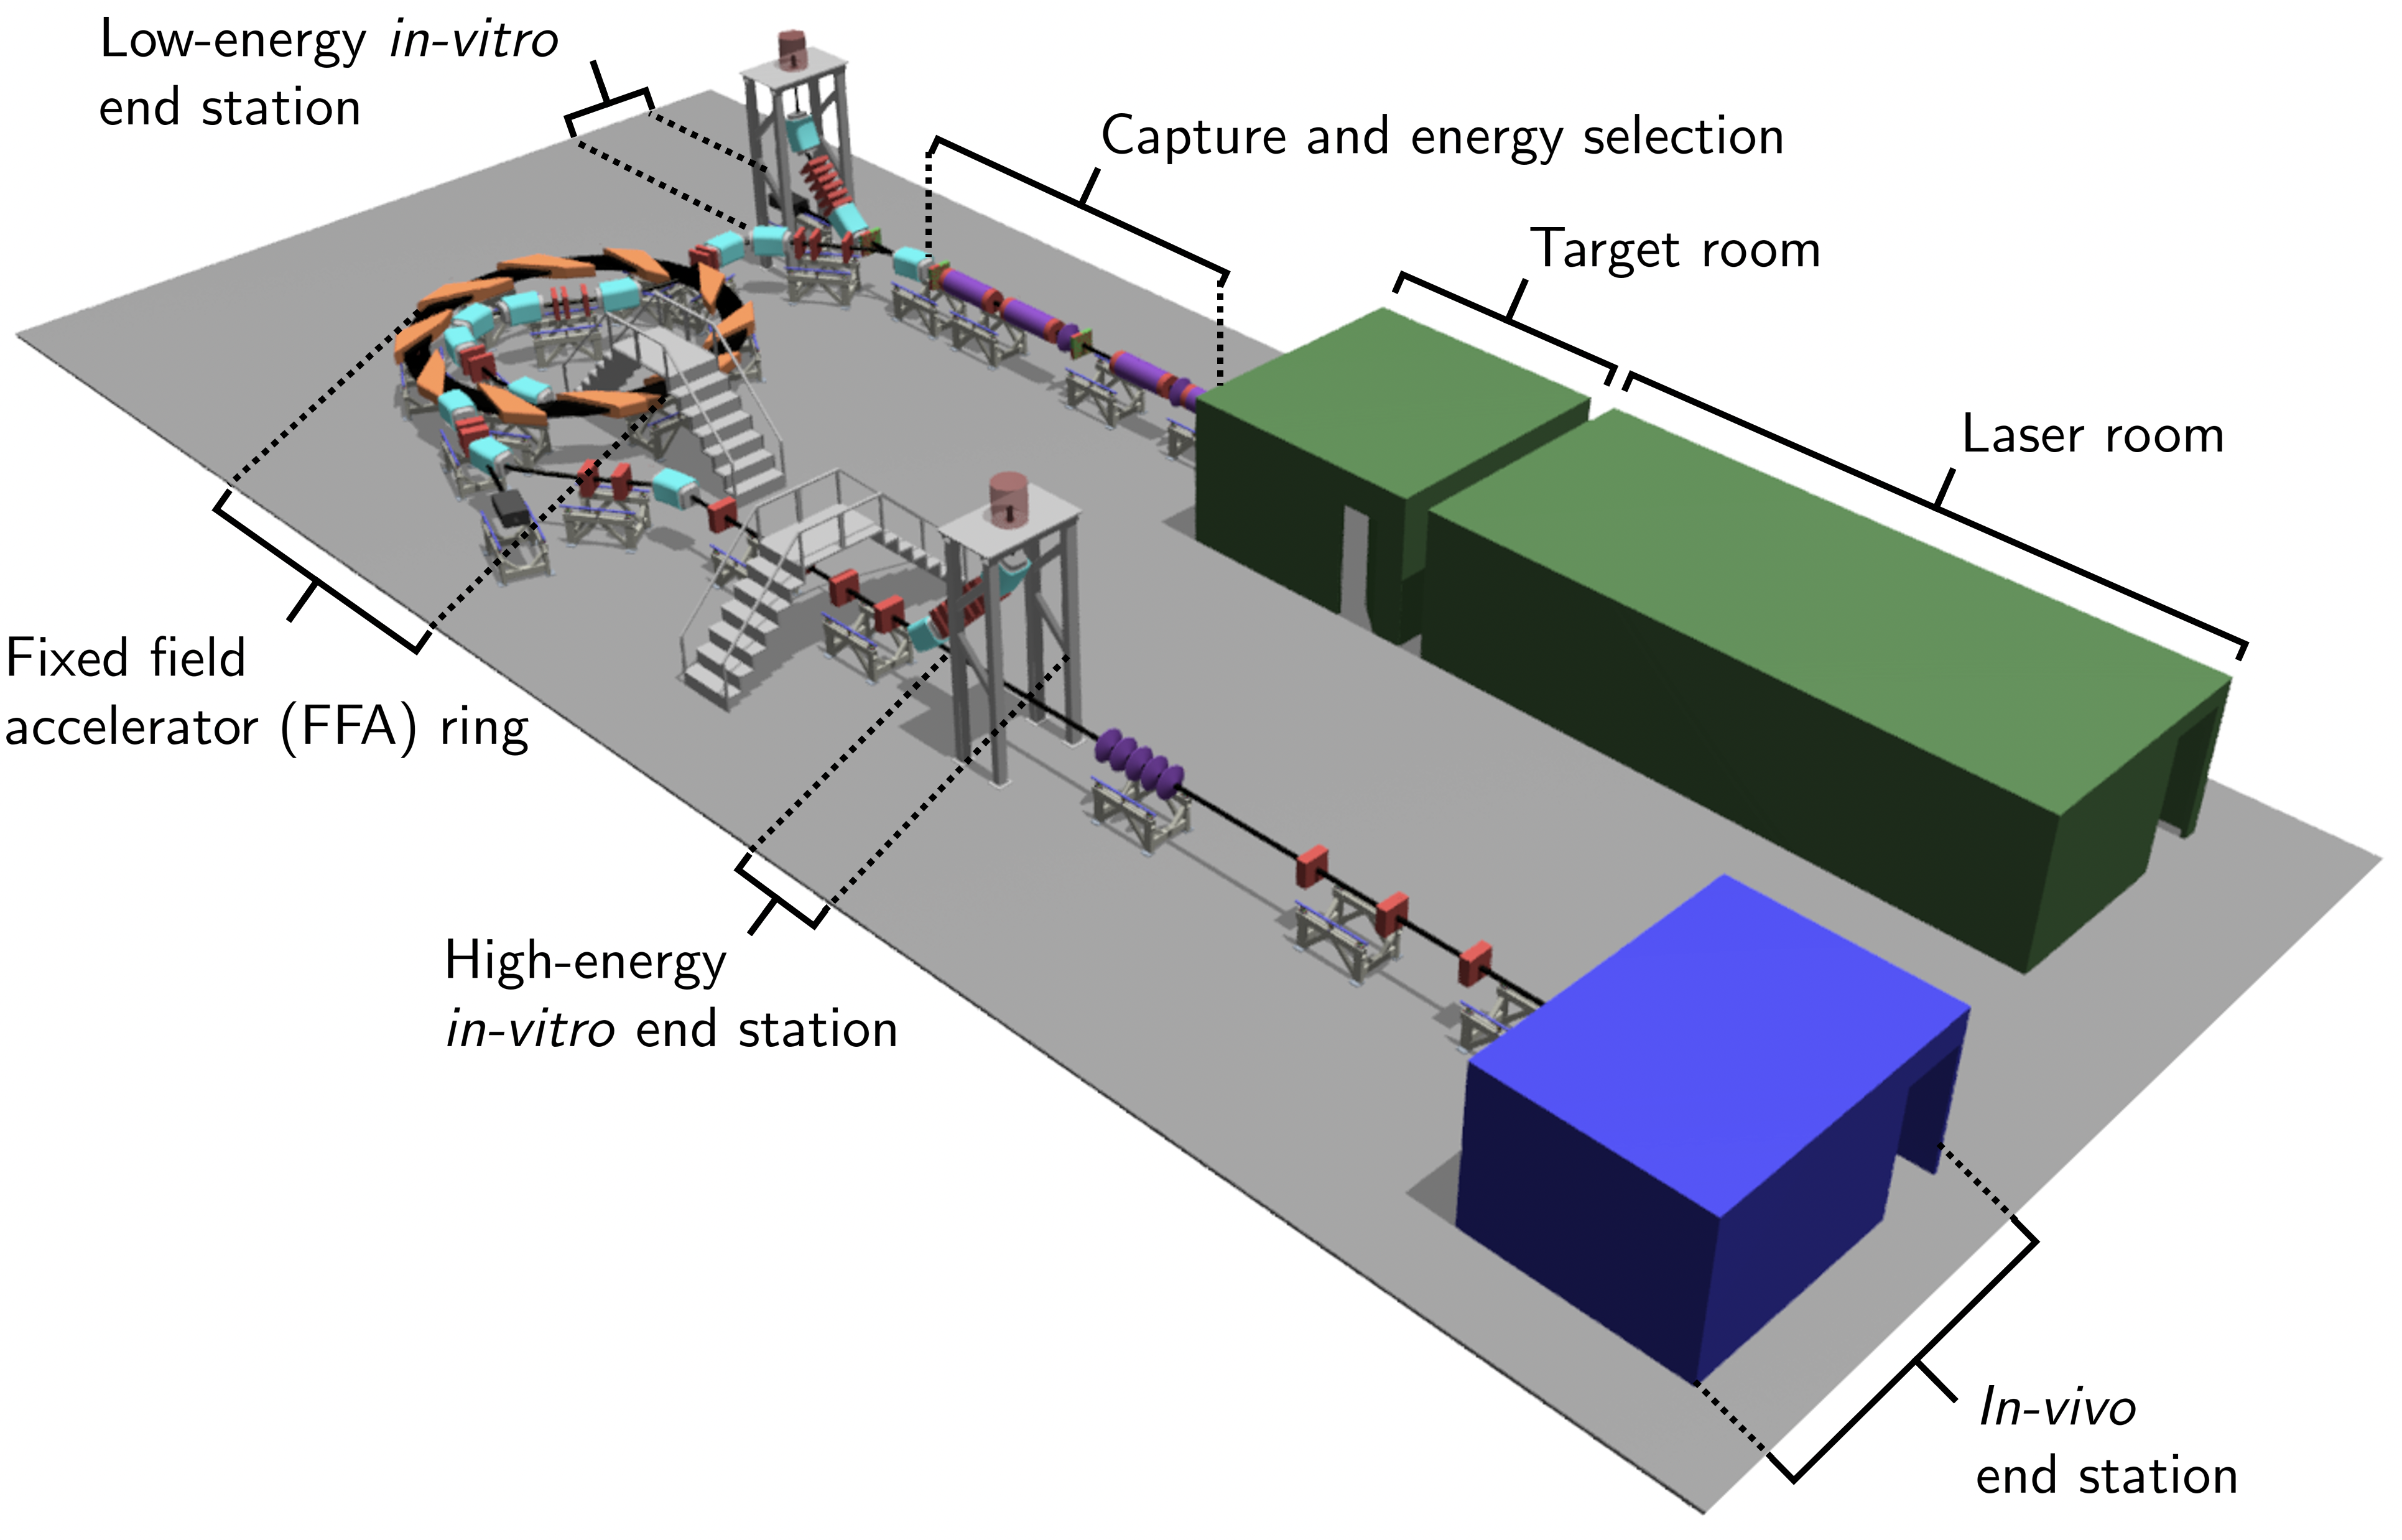 Low-energy in-vitro
end station
Capture and energy selection
Target room
Laser room
Fixed field
accelerator (FFA) ring
High-energy
in-vitro end station
In-vivo
end station